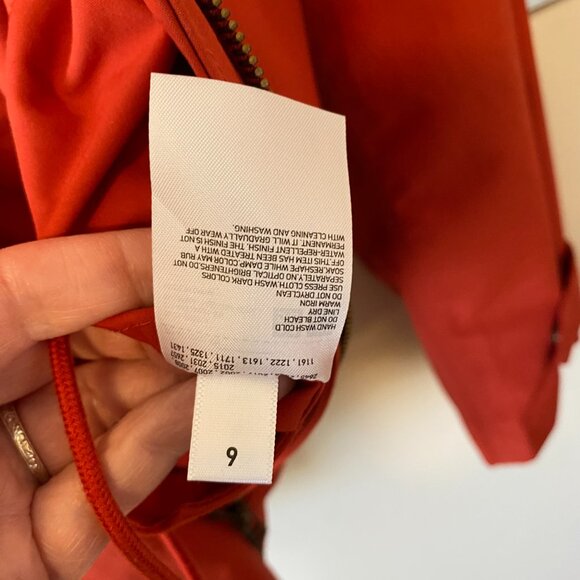 1161 , 1222 , 1613 , 1711 , 1325 , 1431
HAND WASH COLD
DO NOT BLEACH
LINE DRY
WARM IRON
DO NOT DRYCLEAN
USE PRESS CLOTH WASH DARK COLORS
SEPARATELY. NO OPTICAL BRIGHTENERS.DO NOT
SOAK.RESHAPE WHILE DAMP COLOR MAY RUB
OFF. THIS ITEM HAS BEEN TREATED WITH A
WATER-REPELLENT FINISH. THE FINISH IS NOT
PERMANENT. IT WILL GRADUALLY WEAR OFF
WITH CLEANING AND WASHING.
6